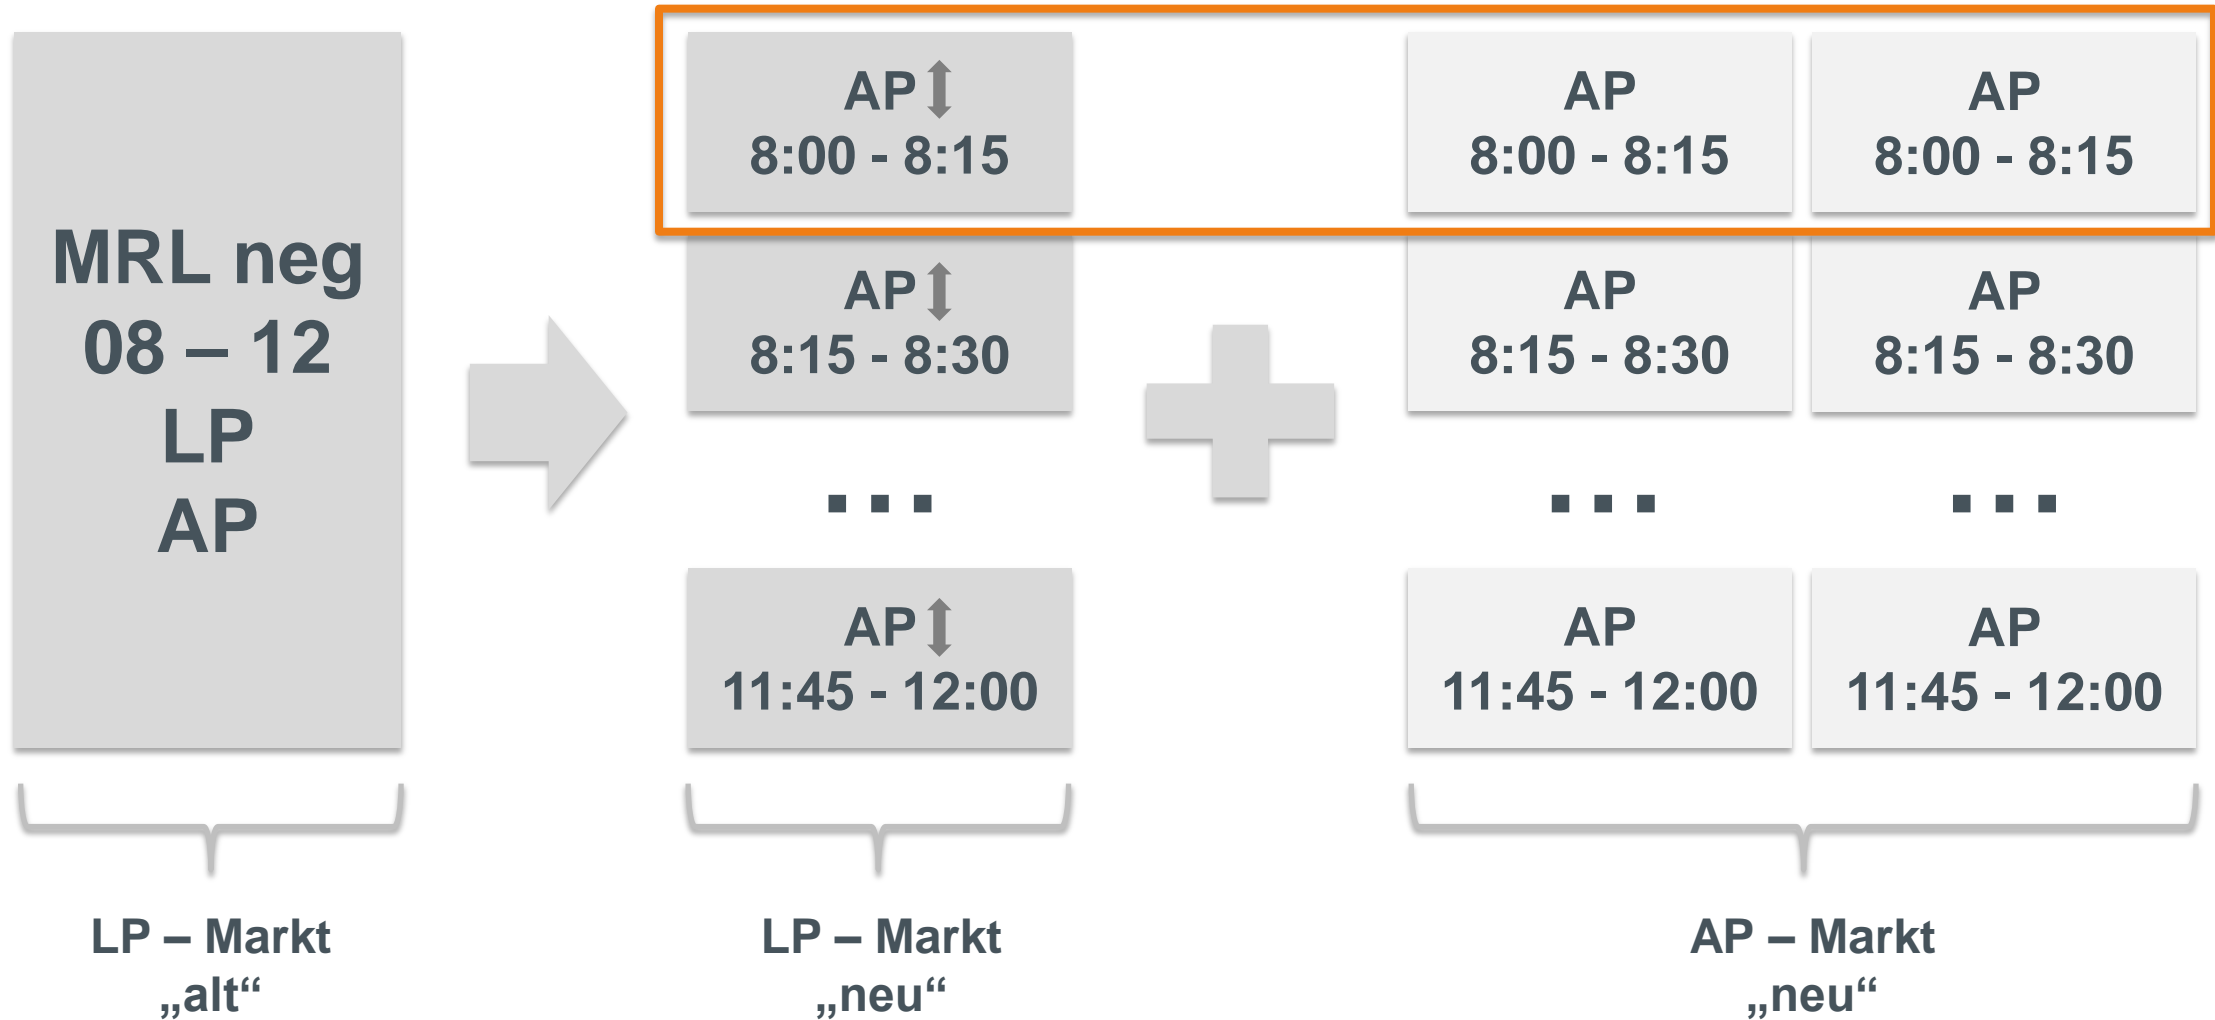 MRL neg
08 – 12
LP
AP
AP
8:00 - 8:15
AP
8:15 - 8:30
...
AP
11:45 - 12:00
AP
8:00 - 8:15
AP
8:00 - 8:15
AP
8:15 - 8:30
AP
8:15 - 8:30
...
...
AP
11:45 - 12:00
AP
11:45 - 12:00
LP – Markt
„alt“
LP – Markt
„neu“
AP – Markt
„neu“